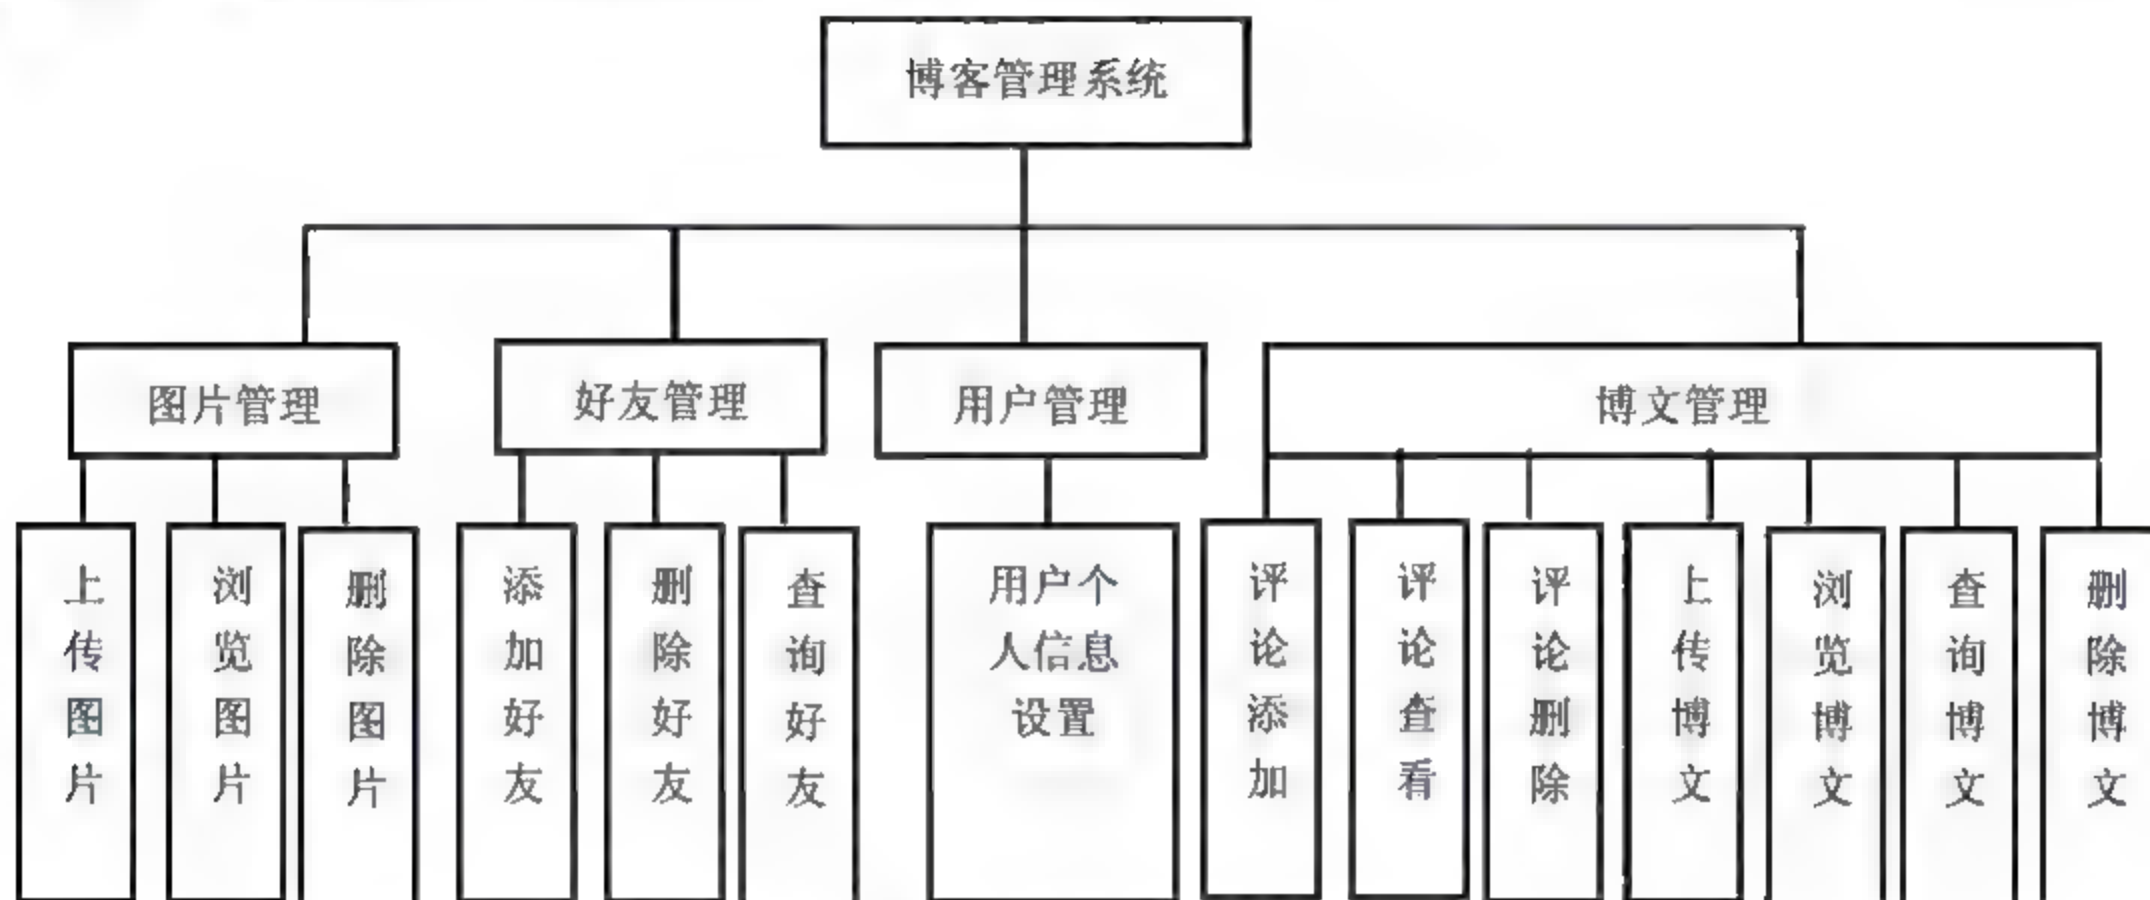 博客管理系统
图片管理
好友管理
用户管理
博文管理
上传图片
浏览图片
删除图片
添加好友
删除好友
查询好友
用户个
人信息
设置
评论添加
评论查看
评论删除
上传博文
浏览博文
查询博文
删除博文